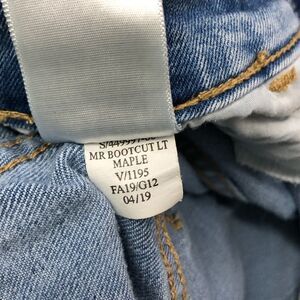 MR BOOTCUT LT
MAPLE
V/1195
FA19/G12
04/19